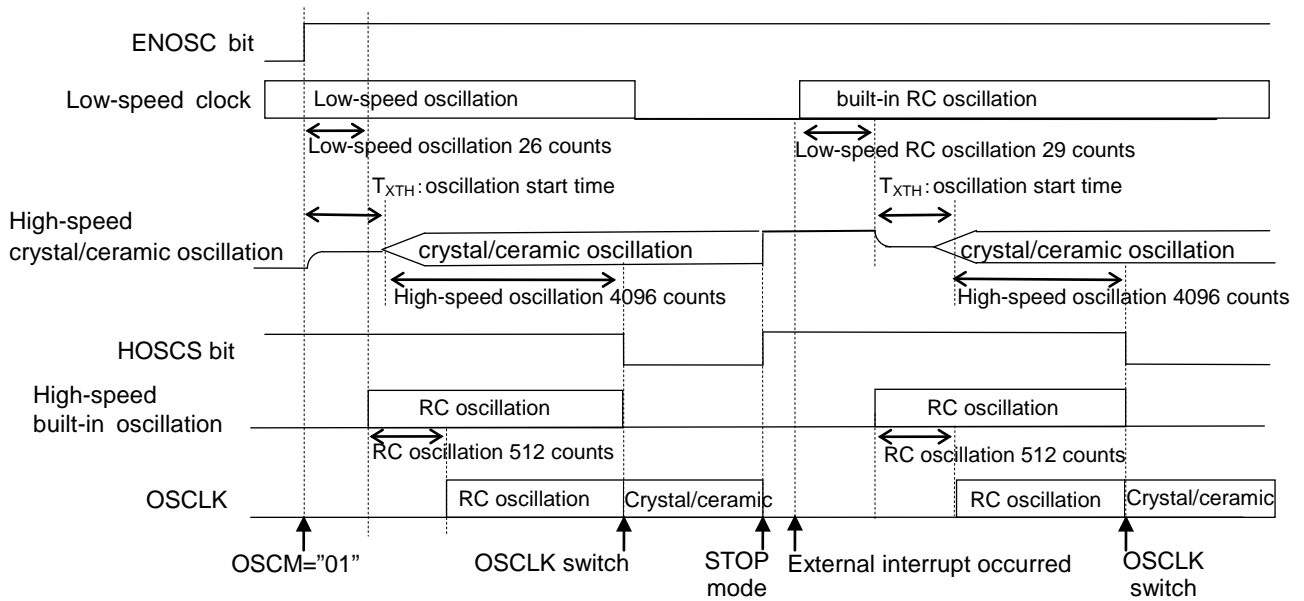 ENOSC bit
Low-speed clock
Low-speed oscillation
built-in RC oscillation
Low-speed oscillation 26 counts
Low-speed RC oscillation 29 counts
TXTH: oscillation start time
TXTH: oscillation start time
High-speed
crystal/ceramic oscillation
crystal/ceramic oscillation
crystal/ceramic oscillation
High-speed oscillation 4096 counts
High-speed oscillation 4096 counts
HOSCS bit
High-speed
built-in oscillation
RC oscillation
RC oscillation
RC oscillation 512 counts
RC oscillation 512 counts
OSCLK
RC oscillation
Crystal/ceramic
RC oscillation
Crystal/ceramic
OSCM="01"
OSCLK switch
STOP
mode
External interrupt occurred
OSCLK
switch